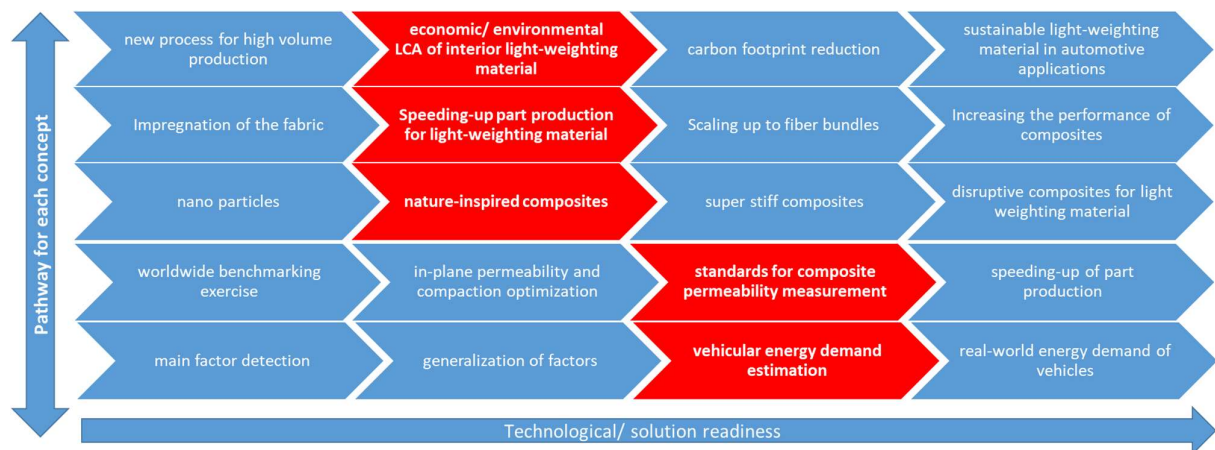 Pathway for each concept
new process for high volume
production
economic/ environmental
LCA of interior light-weighting
material
carbon footprint reduction
sustainable light-weighting
material in automotive
applications
Impregnation of the fabric
Speeding-up part production
for light-weighting material
Scaling up to fiber bundles
Increasing the performance of
composites
nano particles
nature-inspired composites
super stiff composites
disruptive composites for light
weighting material
worldwide benchmarking
exercise
in-plane permeability and
compaction optimization
standards for composite
permeability measurement
speeding-up of part
production
main factor detection
generalization of factors
vehicular energy demand
estimation
real-world energy demand of
vehicles
Technological/ solution readiness